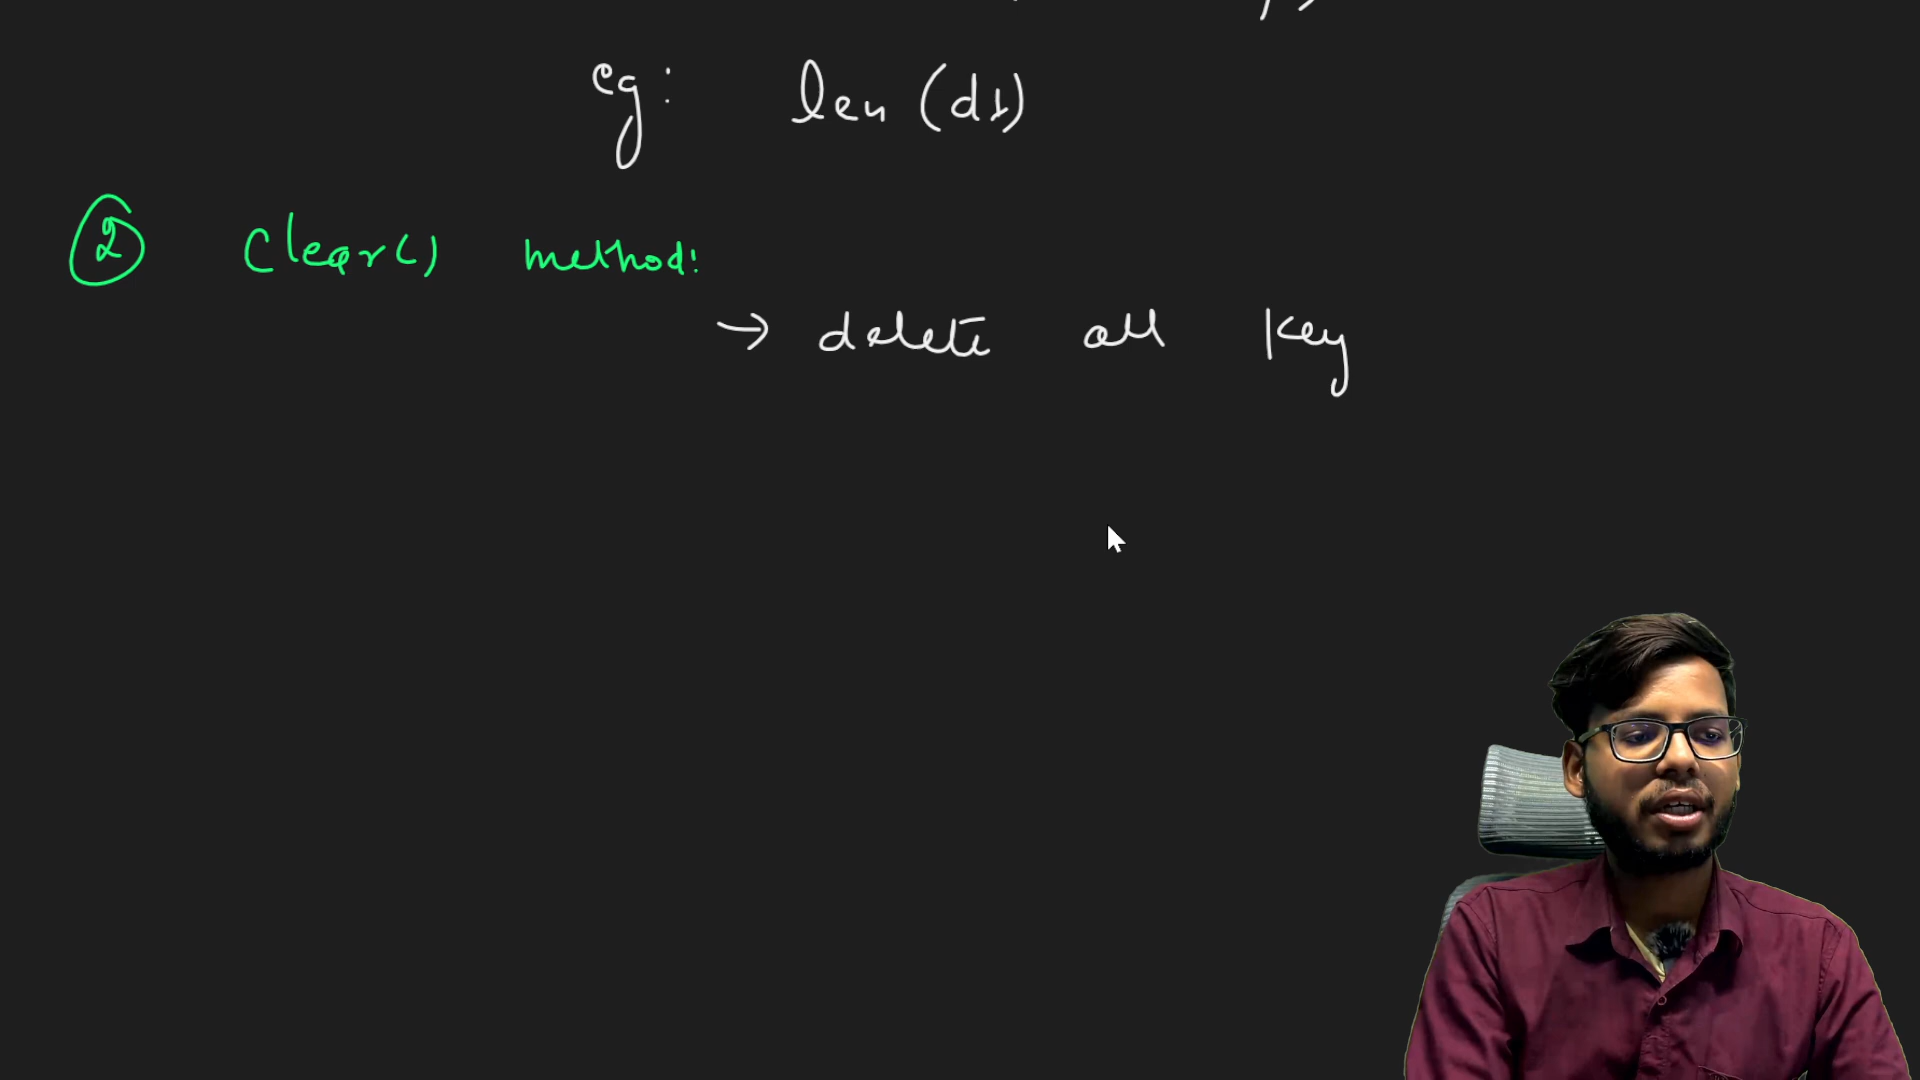 eg: len (d1)
② Clear() method:
→ delete all key